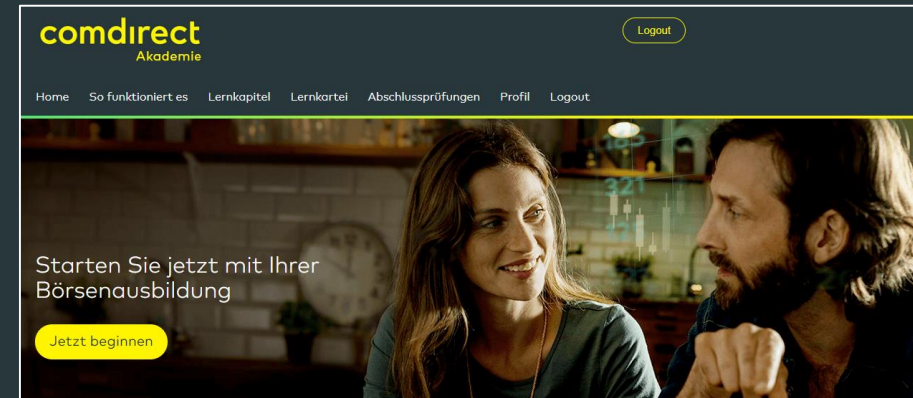 comdirect
Akademie
Logout
Home So funktioniert es Lernkapitel Lernkartei Abschlussprüfungen Profil Logout
321
Starten Sie jetzt mit Ihrer
Börsenausbildung
Jetzt beginnen